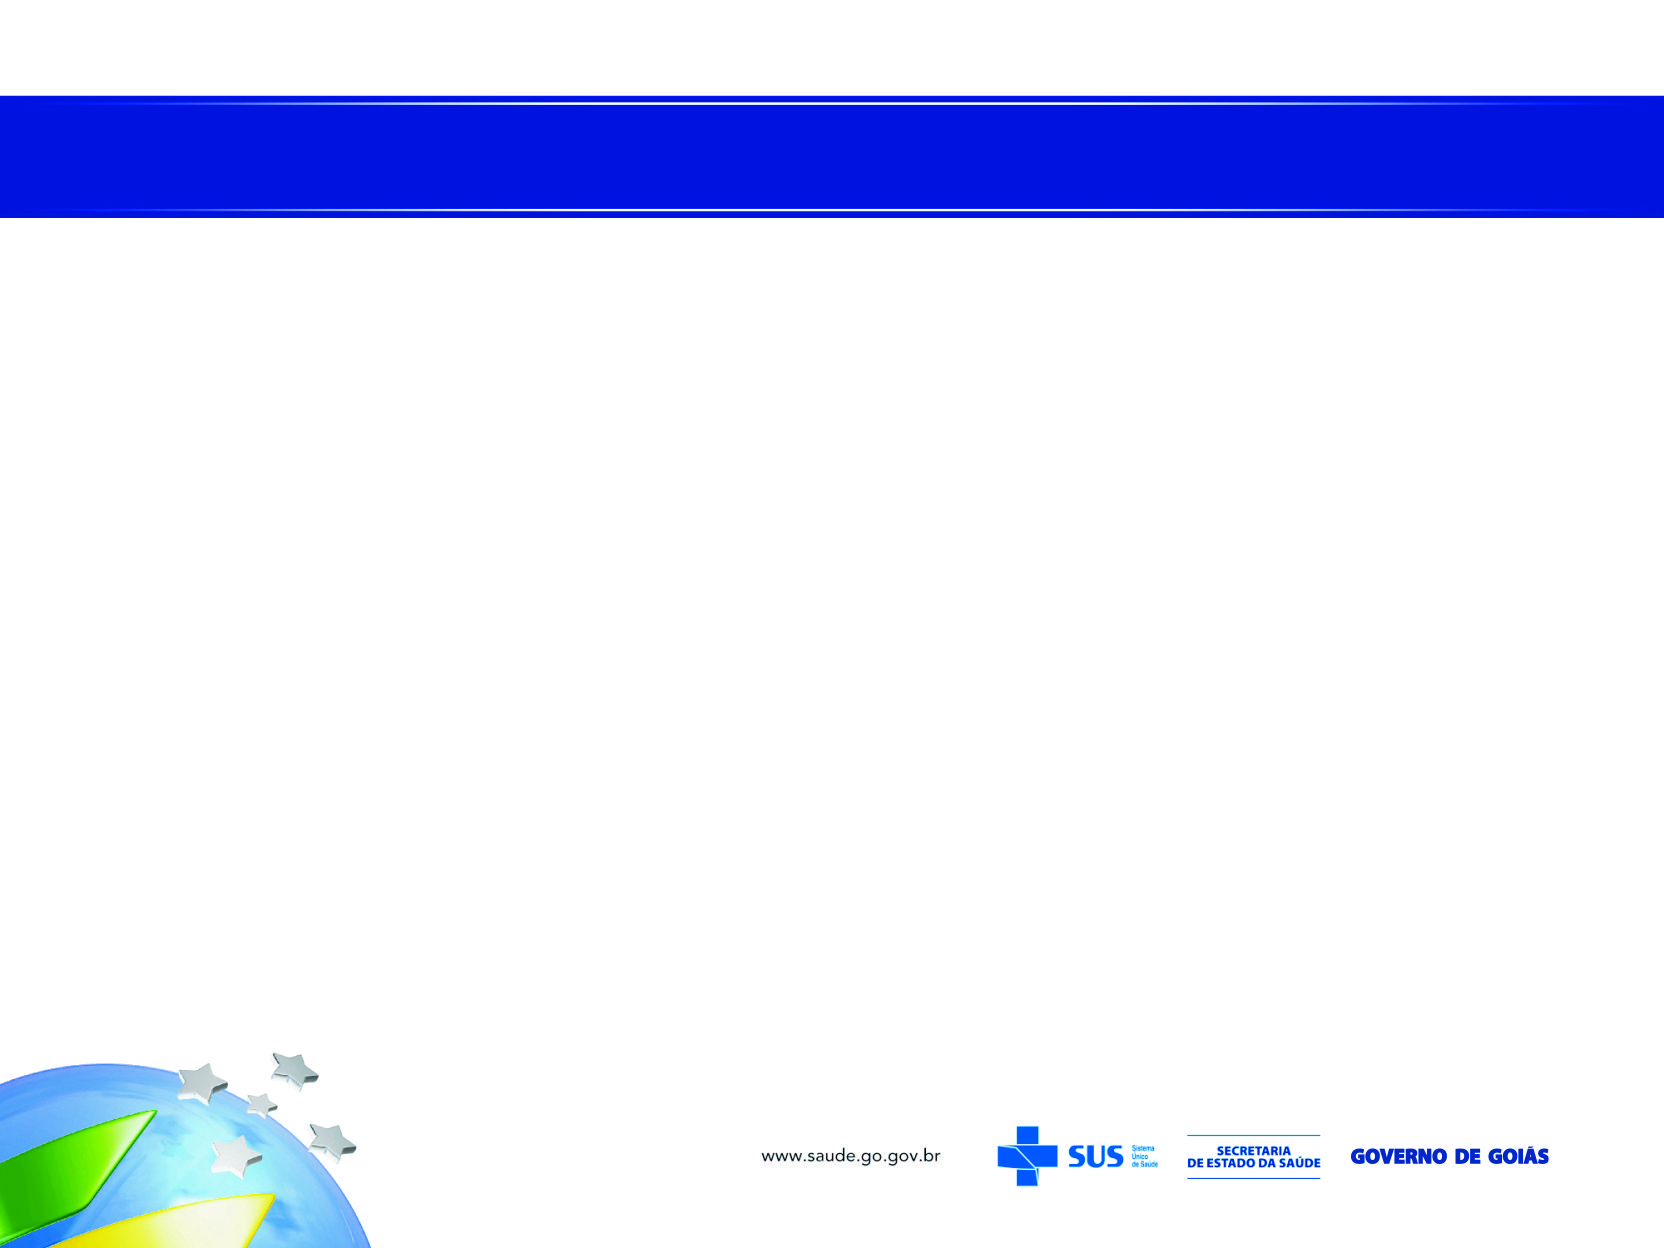 www.saude.go.gov.br
SUS
Sistema
Único
de Saúde
SECRETARIA
DE ESTADO DA SAÚDE
GOVERNO DE GOIÁS